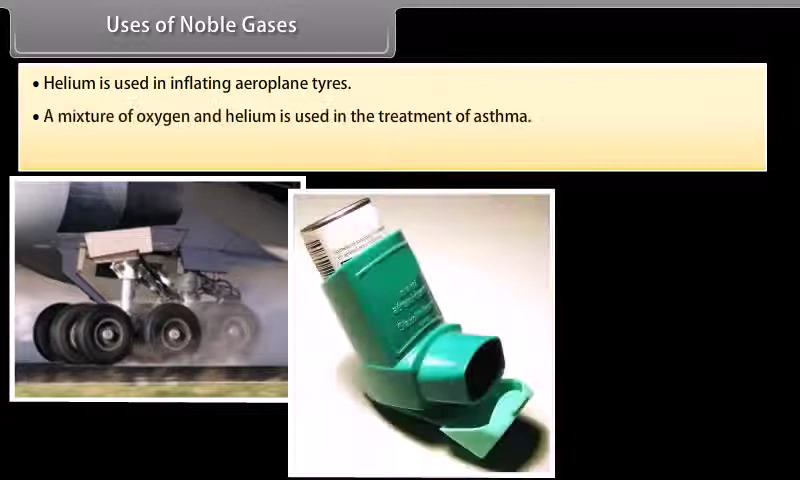 Uses of Noble Gases
• Helium is used in inflating aeroplane tyres.
• A mixture of oxygen and helium is used in the treatment of asthma.